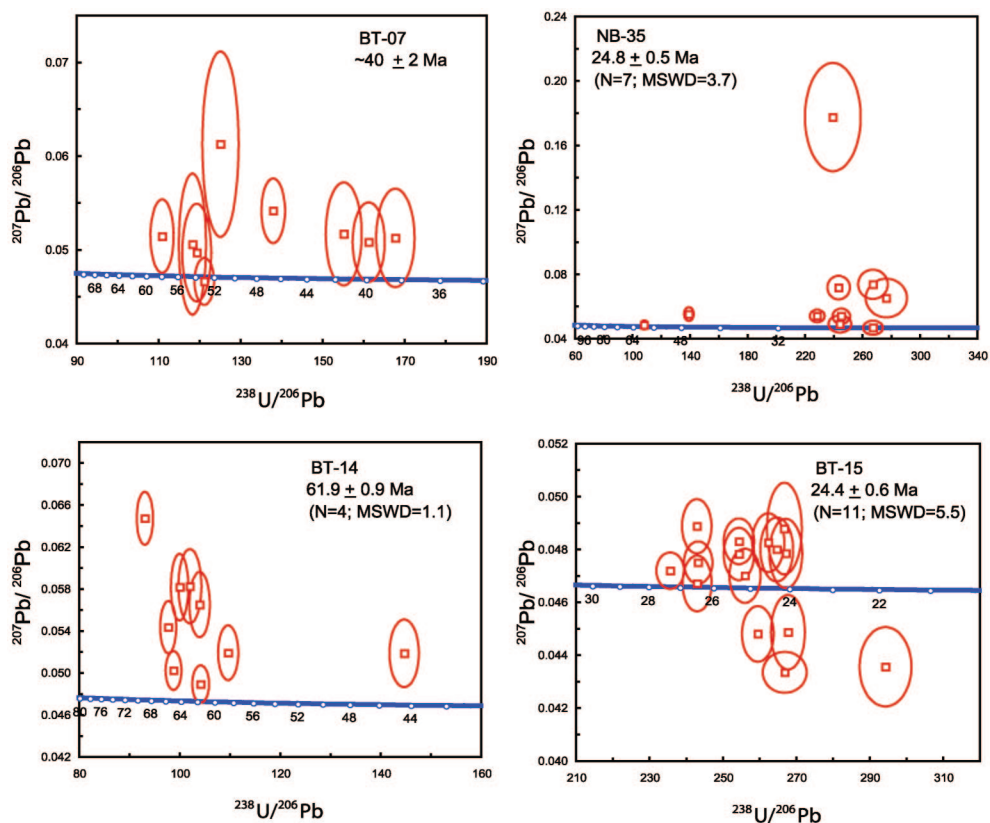 BT-07
~40 ± 2 Ma
0.07
0.06
0.05
0.04
207Pb/ 206Pb
68 64 60 56 52 48 44 40 36
90 110 130 150 170 190
238U/206Pb
NB-35
24.8 ± 0.5 Ma
(N=7; MSWD=3.7)
0.24
0.20
0.16
0.12
0.08
0.04
207Pb/ 206Pb
64 48 32
60 100 140 180 220 260 300 340
238U/206Pb
BT-14
61.9 ± 0.9 Ma
(N=4; MSWD=1.1)
0.070
0.066
0.062
0.058
0.054
0.050
0.046
0.042
207Pb/ 206Pb
80 76 72 68 64 60 56 52 48 44
80 100 120 140 160
238U/206Pb
BT-15
24.4 ± 0.6 Ma
(N=11; MSWD=5.5)
0.052
0.050
0.048
0.046
0.044
0.042
0.040
207Pb/ 206Pb
30 28 26 24 22
210 230 250 270 290 310
238U/206Pb